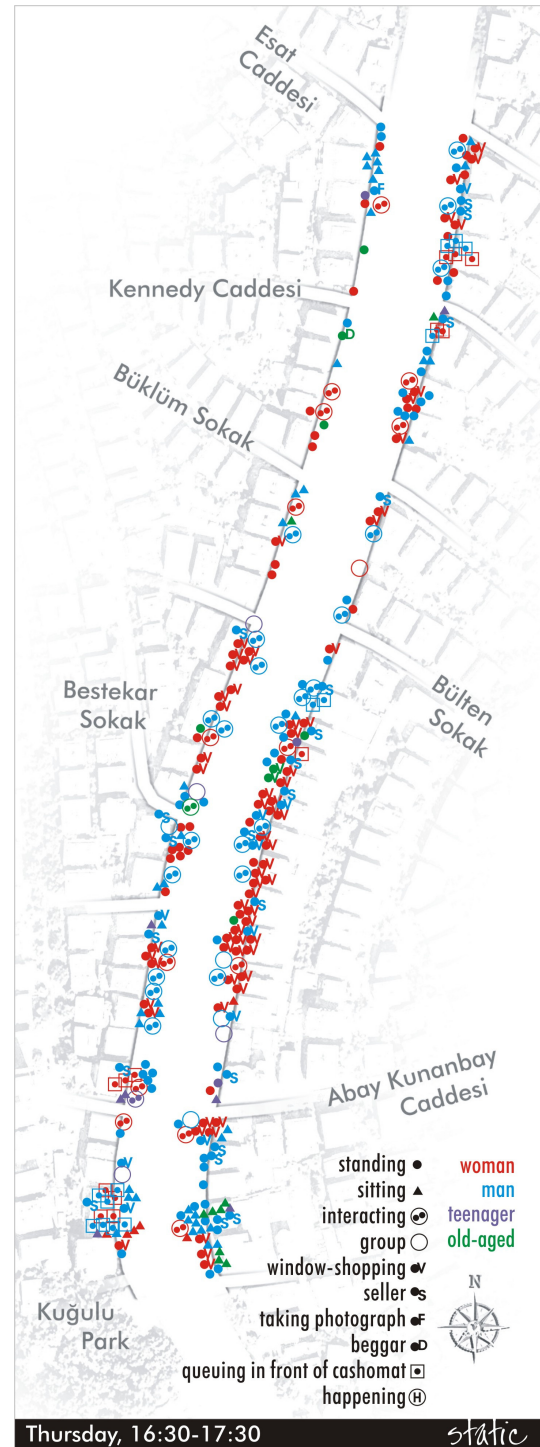 Esat
Caddesi
Kennedy Caddesi
Büklüm Sokak
Bestekar
Sokak
Bülten
Sokak
Abay Kunanbay
Caddesi
Kuğulu
Park
standing
sitting
interacting
group
window-shopping V
seller S
taking photograph F
beggar D
queuing in front of cashomat
happening H
woman
man
teenager
old-aged
N
Thursday, 16:30-17:30
static